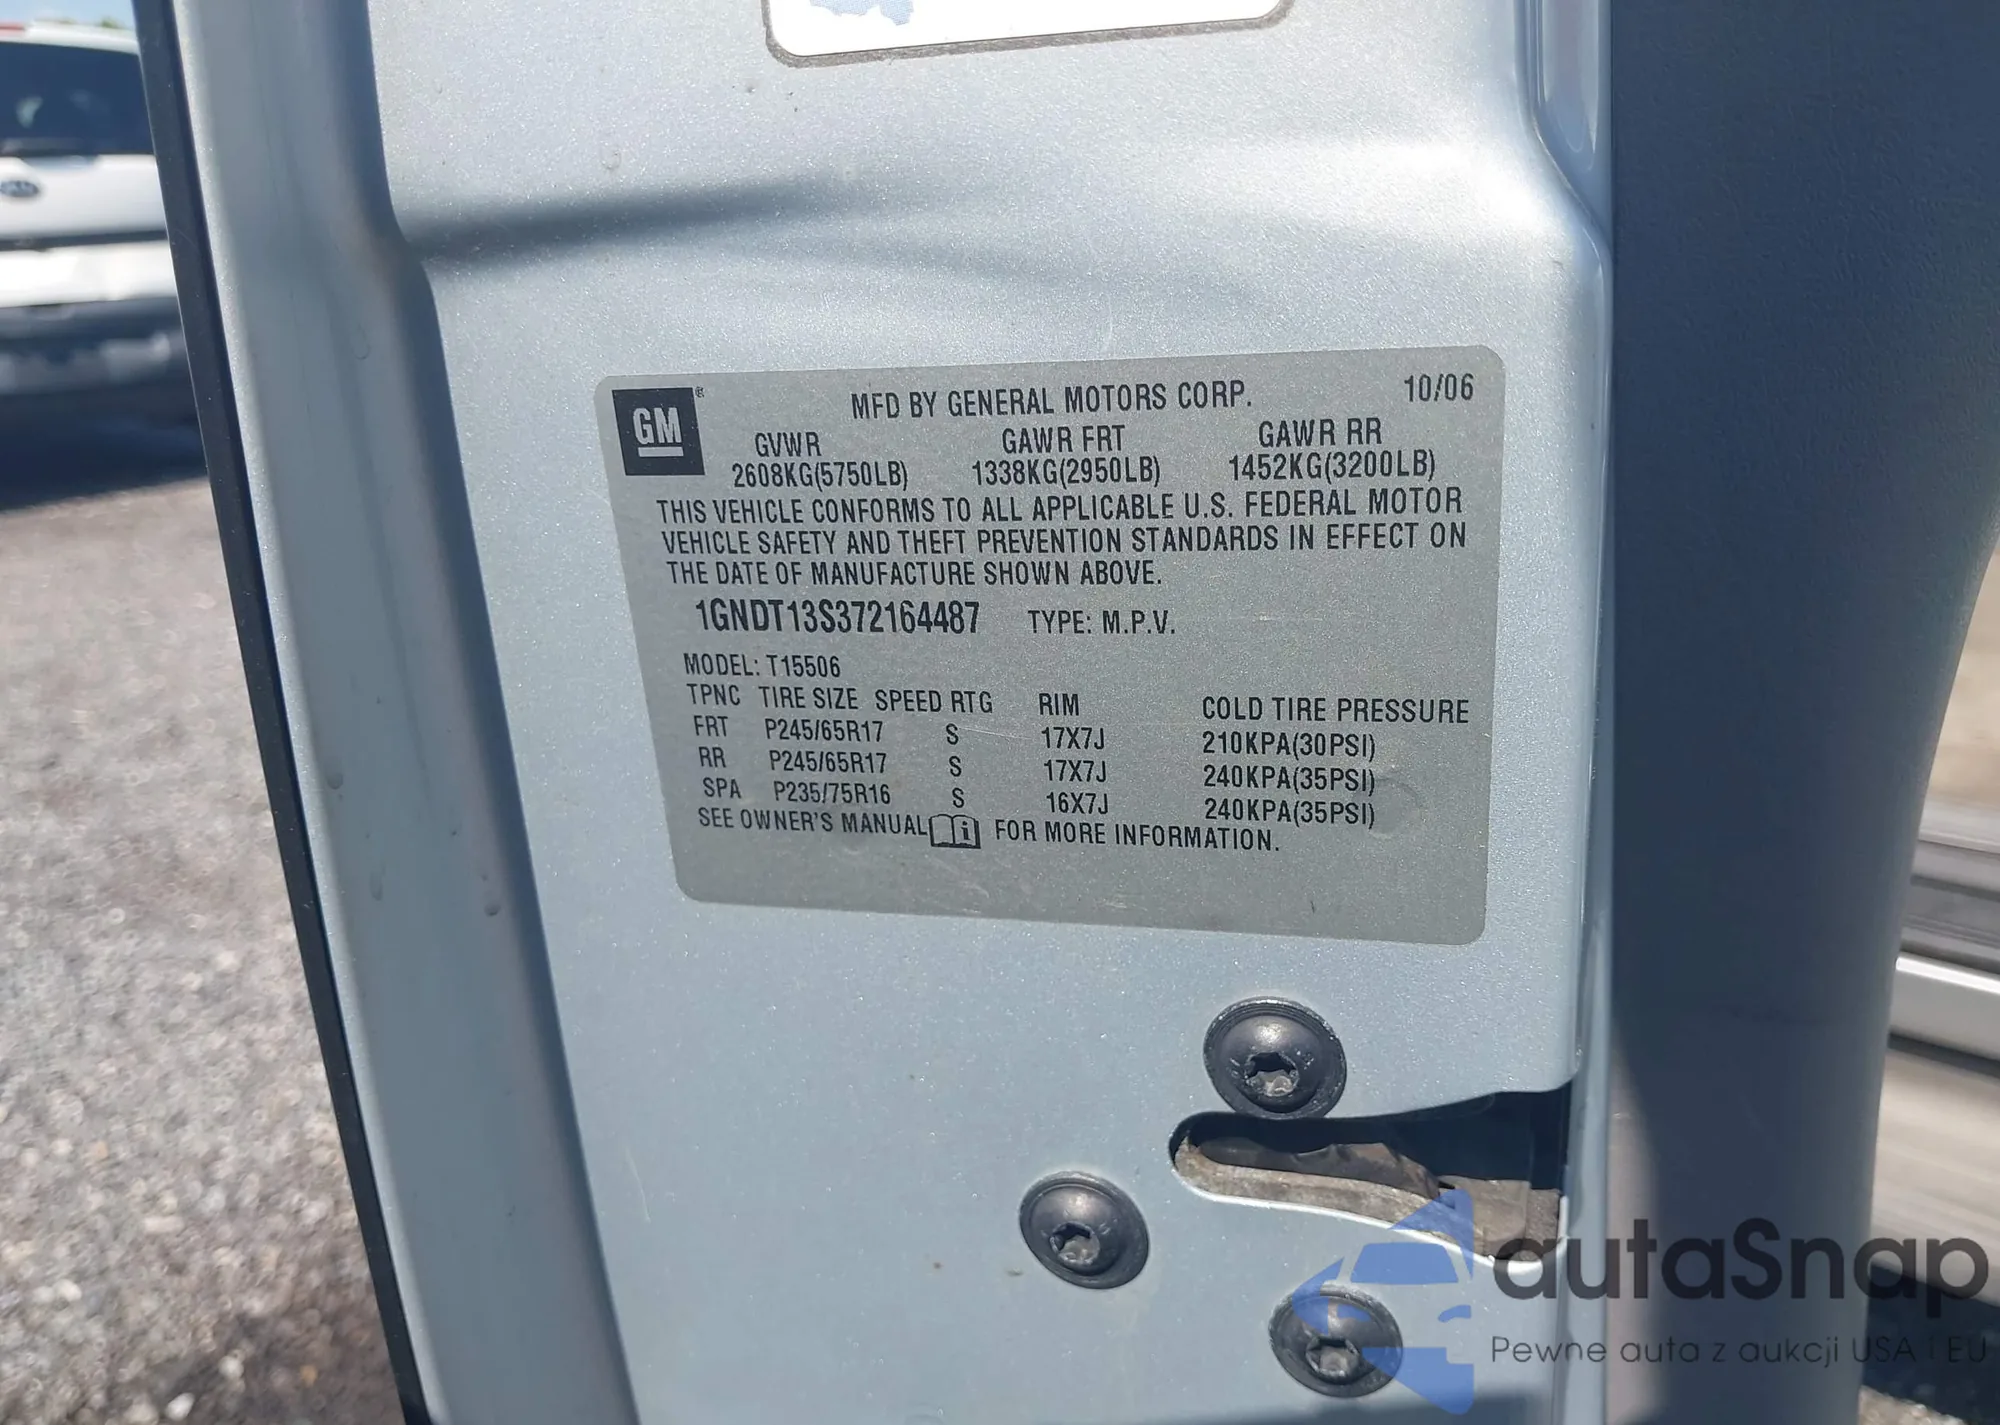 GM ®
MFD BY GENERAL MOTORS CORP. 10/06
GVWR GAWR FRT GAWR RR
2608KG(5750LB) 1338KG(2950LB) 1452KG(3200LB)
THIS VEHICLE CONFORMS TO ALL APPLICABLE U.S. FEDERAL MOTOR
VEHICLE SAFETY AND THEFT PREVENTION STANDARDS IN EFFECT ON
THE DATE OF MANUFACTURE SHOWN ABOVE.
1GNDT13S372164487 TYPE: M.P.V.
MODEL: T15506
TPNC TIRE SIZE SPEED RTG RIM COLD TIRE PRESSURE
FRT P245/65R17 S 17X7J 210KPA(30PSI)
RR P245/65R17 S 17X7J 240KPA(35PSI)
SPA P235/75R16 S 16X7J 240KPA(35PSI)
SEE OWNER'S MANUAL i FOR MORE INFORMATION.
autaSnap
Pewne auta z aukcji USA i EU